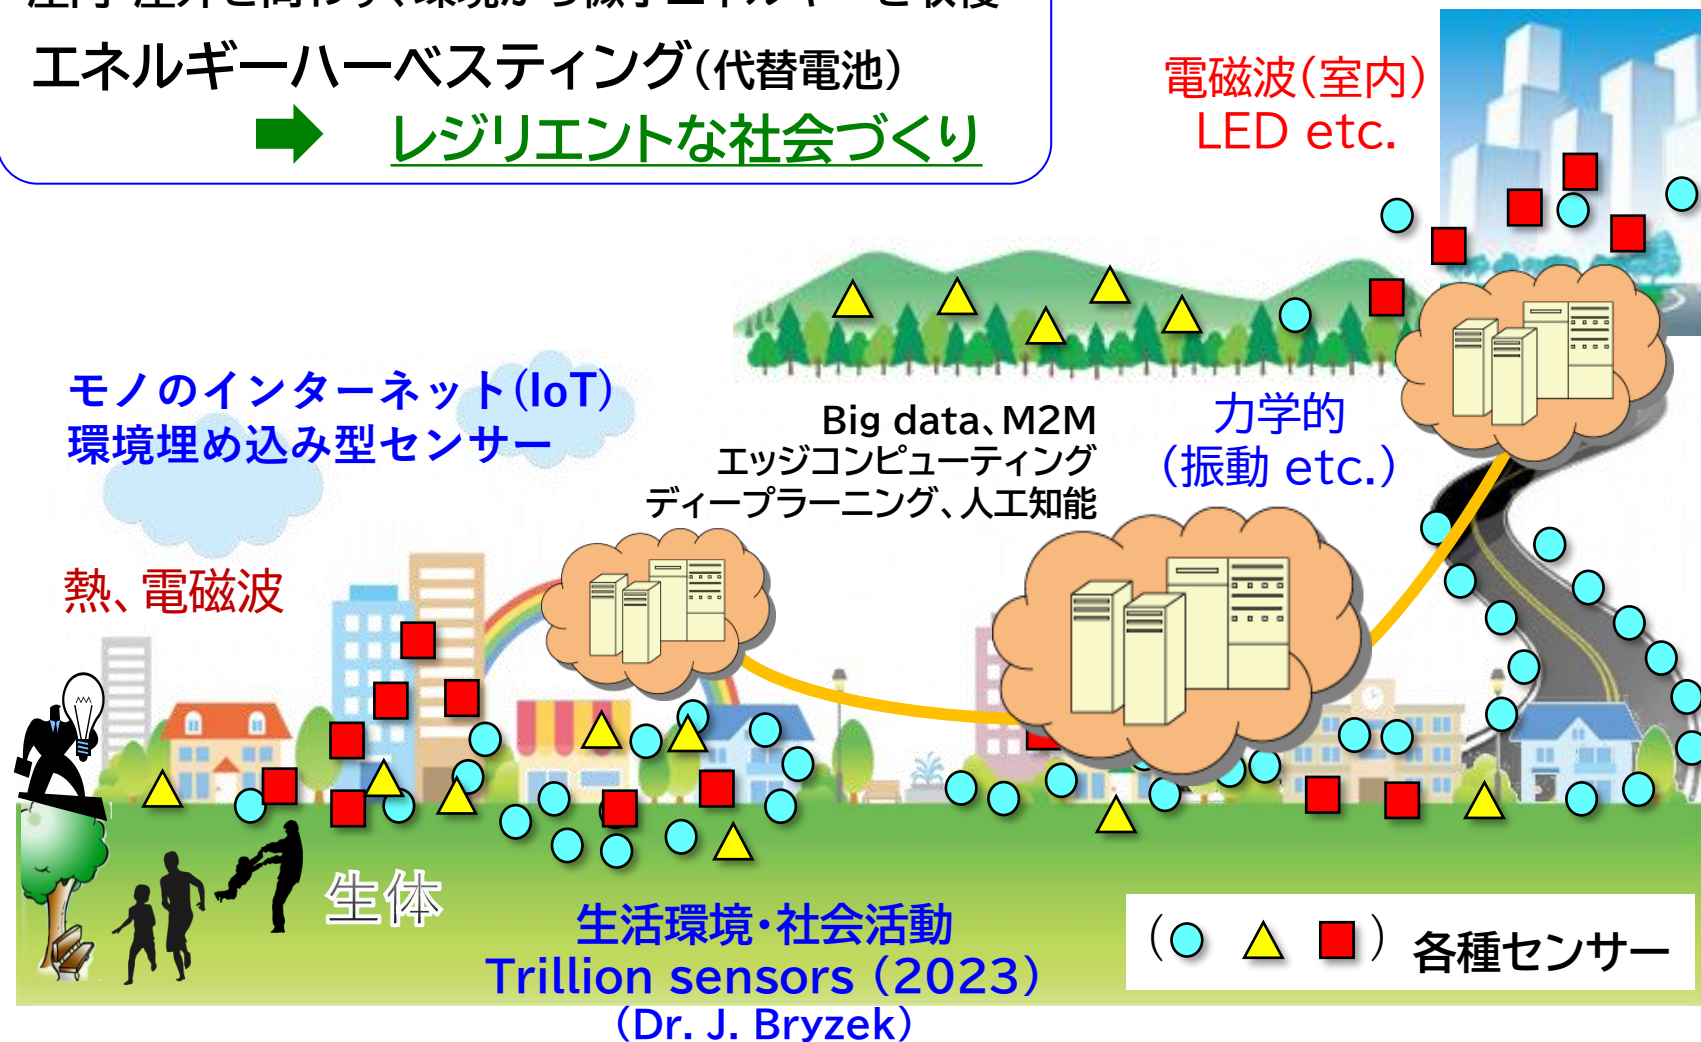 エネルギーハーベスティング(代替電池)
レジリエントな社会づくり
電磁波(室内)
LED etc.
モノのインターネット(IoT)
環境埋め込み型センサー
Big data、M2M
エッジコンピューティング
ディープラーニング、人工知能
力学的
(振動 etc.)
熱、電磁波
生体
生活環境・社会活動
Trillion sensors (2023)
(Dr. J. Bryzek)
( ) 各種センサー